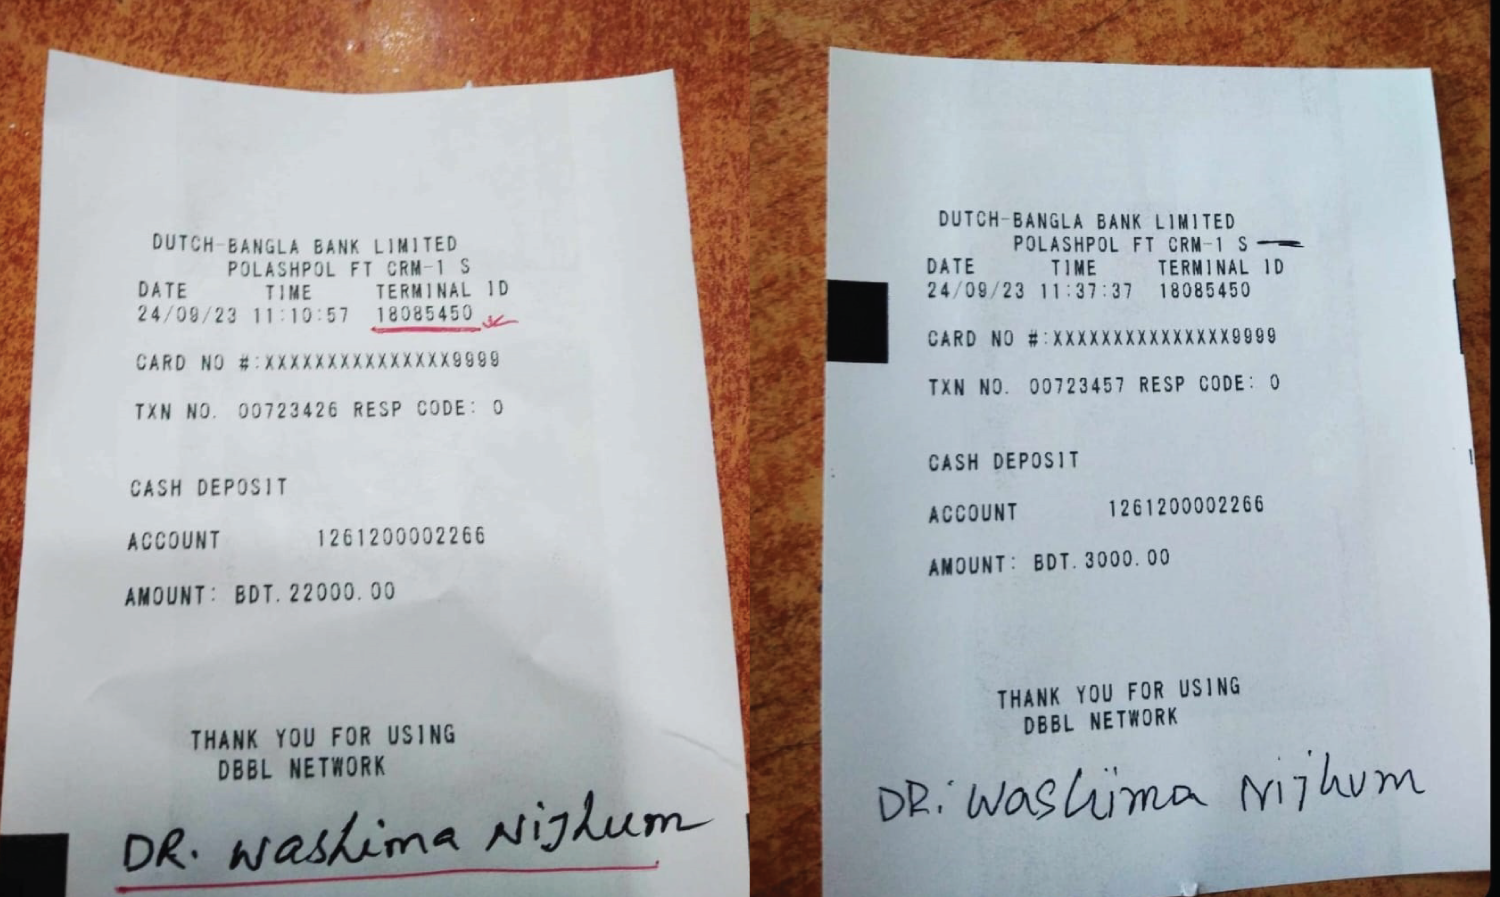 DUTCH-BANGLA BANK LIMITED
POLASHPOL FT CRM-1 S
DATE TIME TERMINAL ID
24/09/23 11:10:57 18085450
CARD NO #:XXXXXXXXXXXXXXX9999
TXN NO. 00723426 RESP CODE: 0
CASH DEPOSIT
ACCOUNT 1261200002266
AMOUNT: BDT.22000.00
THANK YOU FOR USING
DBBL NETWORK
DR. Washima Nijhum
DUTCH-BANGLA BANK LIMITED
POLASHPOL FT CRM-1 S
DATE TIME TERMINAL ID
24/09/23 11:37:37 18085450
CARD NO #:XXXXXXXXXXXXXXX9999
TXN NO. 00723457 RESP CODE: 0
CASH DEPOSIT
ACCOUNT 1261200002266
AMOUNT: BDT.3000.00
THANK YOU FOR USING
DBBL NETWORK
DR: Washima Nijhum